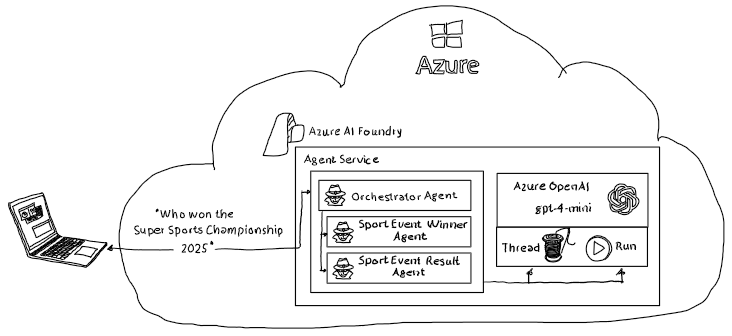 Azure
Azure AI Foundry
Agent Service
Orchestrator Agent
Sport Event Winner
Agent
Sport Event Result
Agent
Azure OpenAI
gpt-4-mini
Thread
Run
"Who won the
Super Sports Championship
2025"